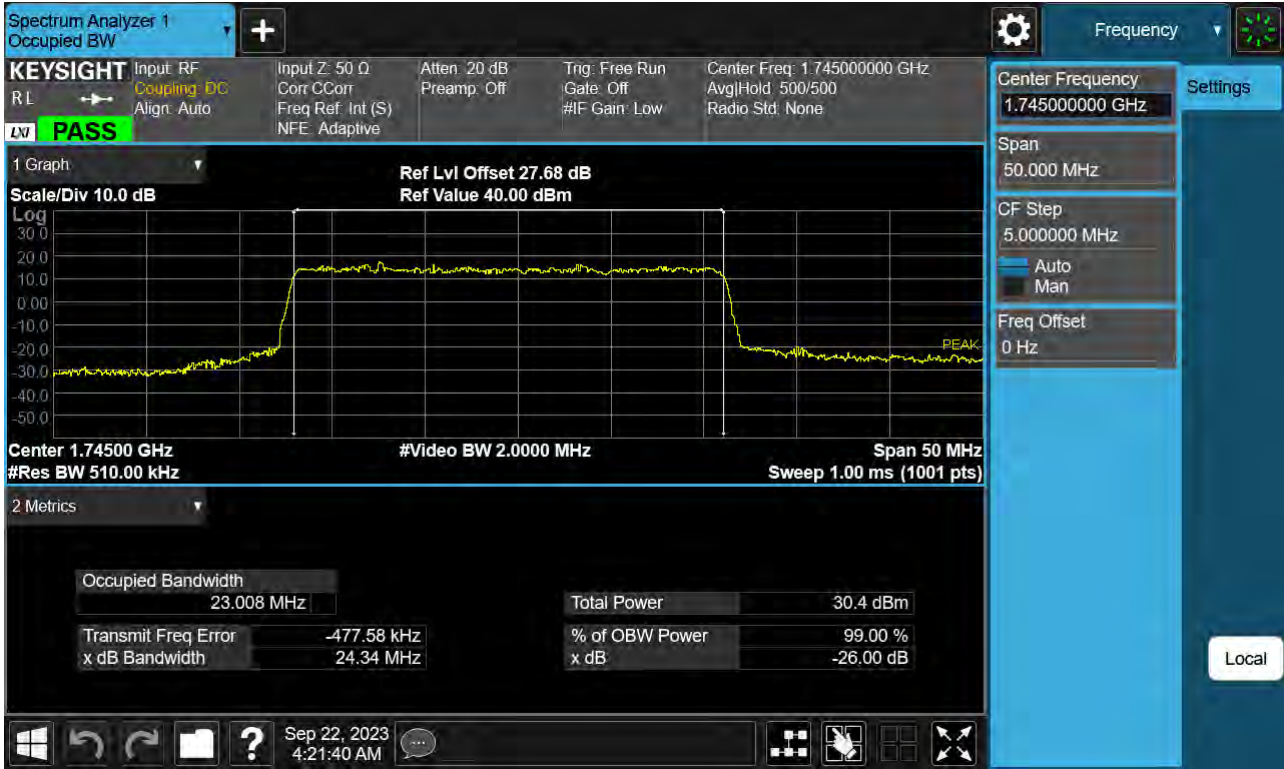 Spectrum Analyzer 1
Occupied BW
Frequency
KEYSIGHT
R L
LXI PASS
Input: RF
Coupling: DC
Align: Auto
Input Z: 50 Ω
Corr CCorr
Freq Ref: Int (S)
NFE: Adaptive
Atten: 20 dB
Preamp: Off
Trig: Free Run
Gate: Off
#IF Gain: Low
Center Freq: 1.745000000 GHz
Avg|Hold: 500/500
Radio Std: None
Center Frequency
1.745000000 GHz
Settings
Span
50.000 MHz
CF Step
5.000000 MHz
Auto
Man
Freq Offset
0 Hz
1 Graph
Scale/Div 10.0 dB
Ref Lvl Offset 27.68 dB
Ref Value 40.00 dBm
Log
30.0
20.0
10.0
0.00
-10.0
-20.0
-30.0
-40.0
-50.0
PEAK
Center 1.74500 GHz
#Video BW 2.0000 MHz
Span 50 MHz
#Res BW 510.00 kHz
Sweep 1.00 ms (1001 pts)
2 Metrics
Occupied Bandwidth
23.008 MHz
Total Power 30.4 dBm
Transmit Freq Error -477.58 kHz
% of OBW Power 99.00 %
x dB Bandwidth 24.34 MHz
x dB -26.00 dB
Local
?
Sep 22, 2023
4:21:40 AM